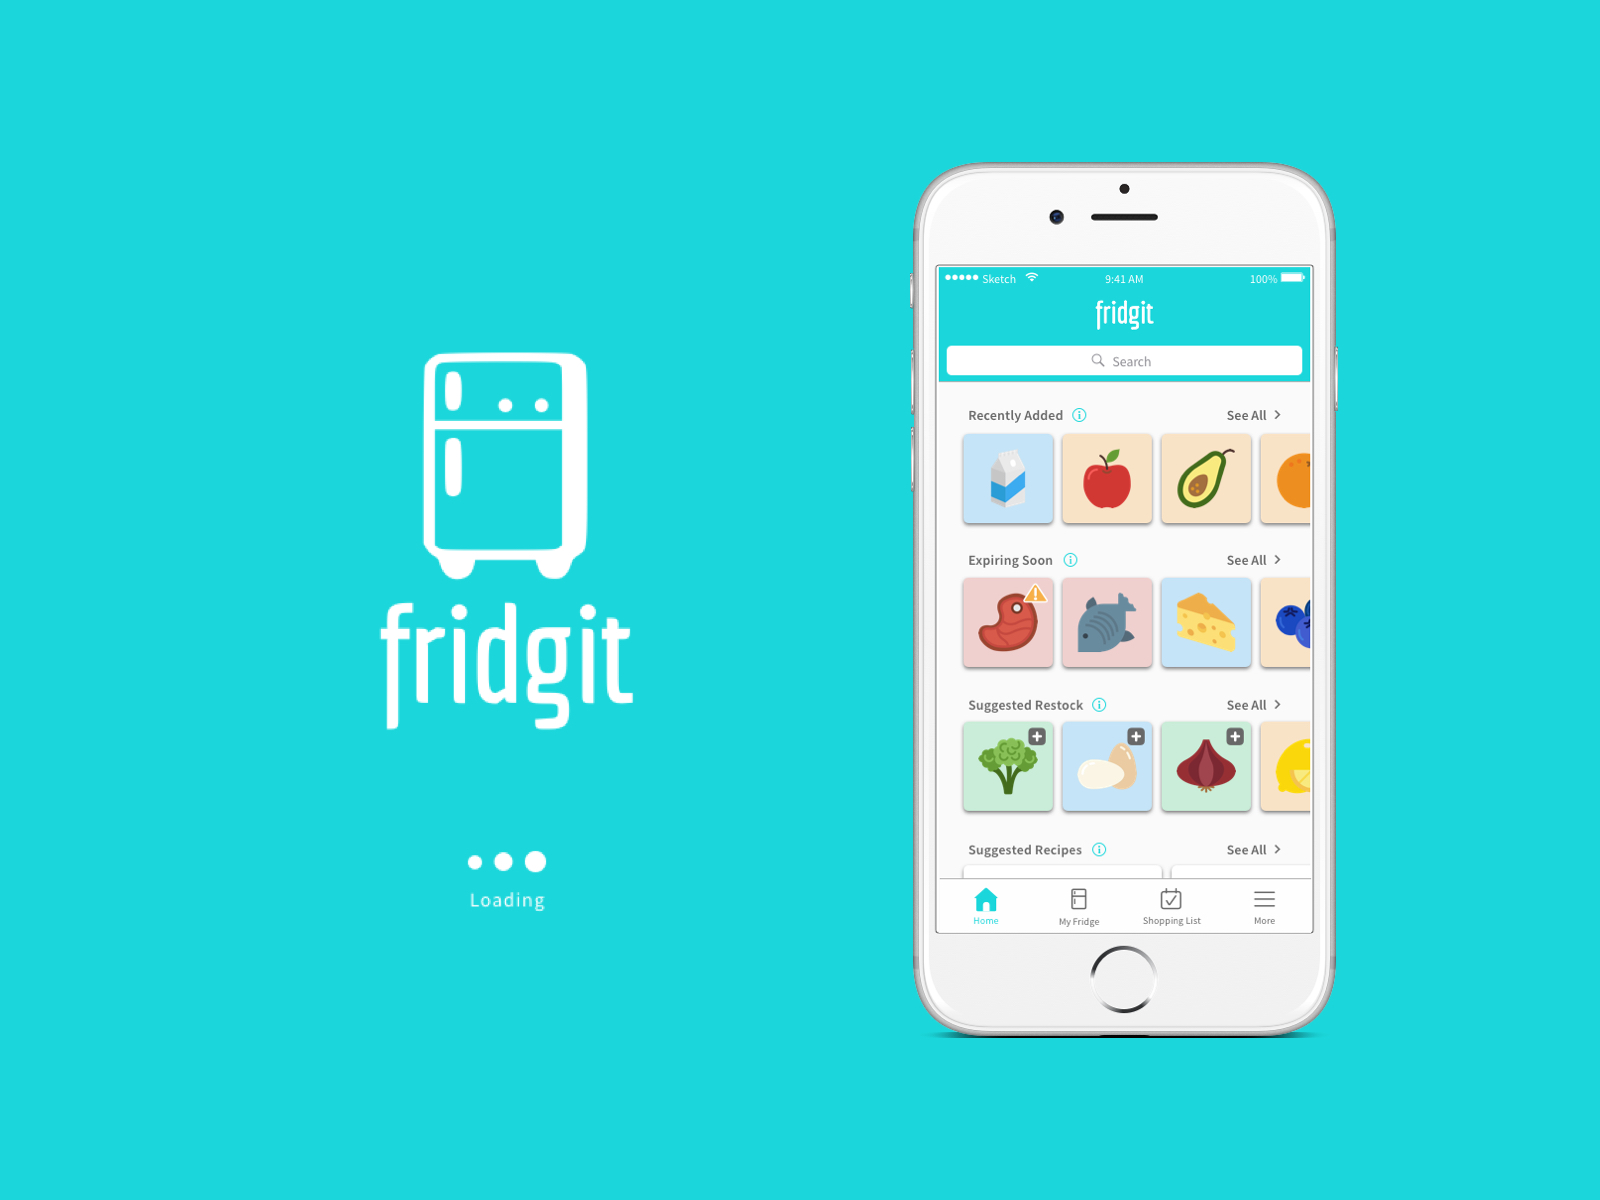 fridgit
Loading
Sketch 9:41 AM 100%
fridgit
Search
Recently Added See All
Expiring Soon See All
Suggested Restock See All
Suggested Recipes See All
Home My Fridge Shopping List More